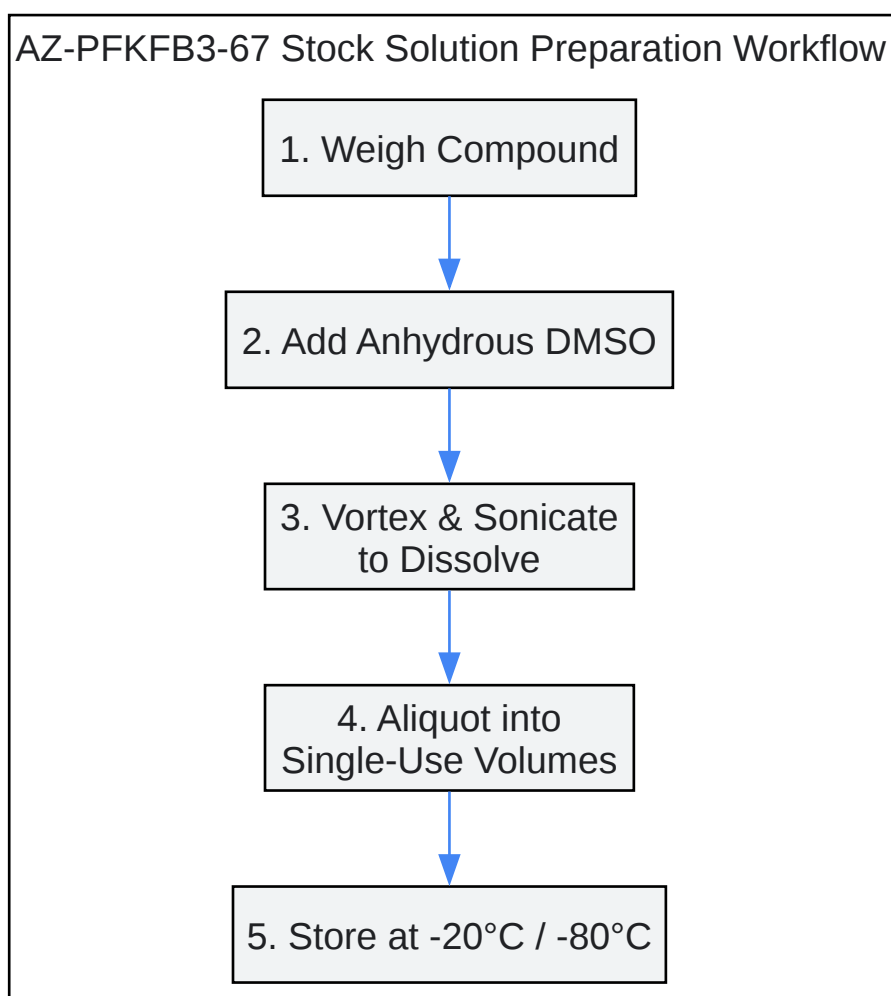 AZ-PFKFB3-67 Stock Solution Preparation Workflow
1. Weigh Compound
2. Add Anhydrous DMSO
3. Vortex & Sonicate
to Dissolve
4. Aliquot into
Single-Use Volumes
5. Store at -20°C / -80°C